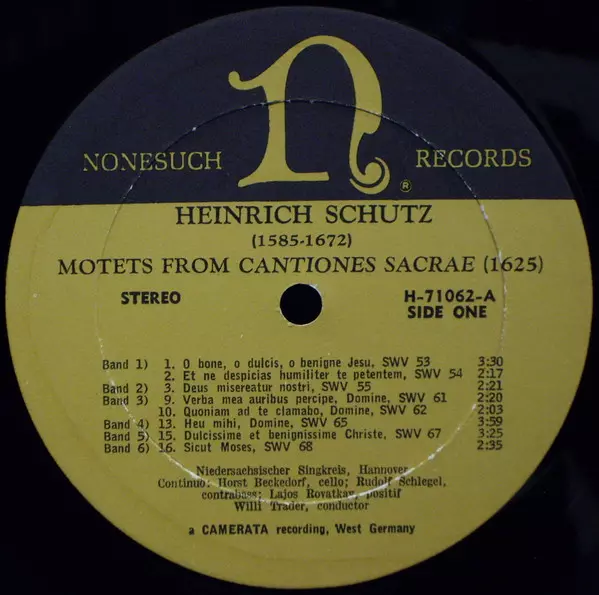 n
NONESUCH RECORDS
®
HEINRICH SCHUTZ
(1585-1672)
MOTETS FROM CANTIONES SACRAE (1625)
STEREO H-71062-A
SIDE ONE
Band 1) 1. O bone, o dulcis, o benigne Jesu, SWV 53 3:30
2. Et ne despicias humiliter te petentem, SWV 54 2:17
Band 2) 3. Deus misereatur nostri, SWV 55 2:21
Band 3) 9. Verba mea auribus percipe, Domine, SWV 61 2:20
10. Quoniam ad te clamabo, Domine, SWV 62 2:03
Band 4) 13. Heu mihi, Domine, SWV 65 3:59
Band 5) 15. Dulcissime et benignissime Christe, SWV 67 3:25
Band 6) 16. Sicut Moses, SWV 68 2:35
Niedersachsischer Singkreis, Hannover
Continuo: Horst Beckedorf, cello; Rudolf Schlegel,
contrabass; Lajos Rovatkay, positif
Willi Trader, conductor
a CAMERATA recording, West Germany